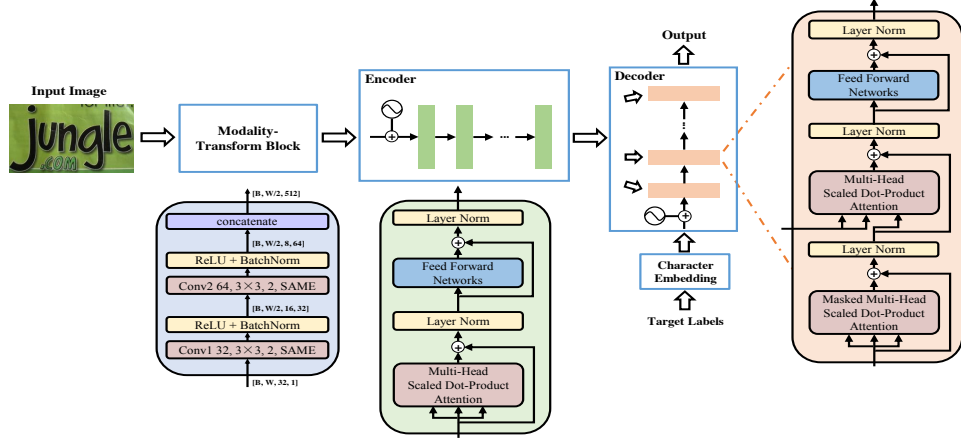 Input Image
jungle
.COM
Modality-
Transform Block
[B, W/2, 512]
concatenate
[B, W/2, 8, 64]
ReLU + BatchNorm
Conv2 64, 3×3, 2, SAME
[B, W/2, 16, 32]
ReLU + BatchNorm
Conv1 32, 3×3, 2, SAME
[B, W, 32, 1]
Encoder
...
Layer Norm
Feed Forward
Networks
Layer Norm
Multi-Head
Scaled Dot-Product
Attention
Output
Decoder
...
Character
Embedding
Target Labels
Layer Norm
Feed Forward
Networks
Layer Norm
Multi-Head
Scaled Dot-Product
Attention
Layer Norm
Masked Multi-Head
Scaled Dot-Product
Attention